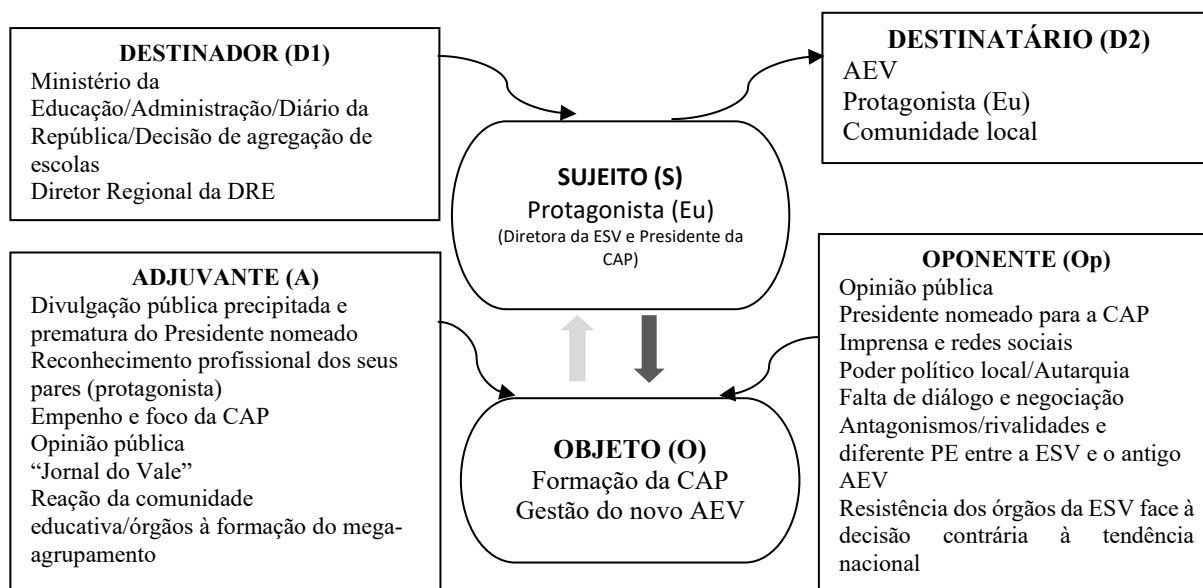 DESTINADOR (D1)
Ministério da
Educação/Administração/Diário da
República/Decisão de agregação de
escolas
Diretor Regional da DRE
DESTINATÁRIO (D2)
AEV
Protagonista (Eu)
Comunidade local
SUJEITO (S)
Protagonista (Eu)
(Diretora da ESV e Presidente da
CAP)
ADJUVANTE (A)
Divulgação pública precipitada e
prematura do Presidente nomeado
Reconhecimento profissional dos seus
pares (protagonista)
Empenho e foco da CAP
Opinião pública
“Jornal do Vale”
Reação da comunidade
educativa/órgãos à formação do mega-
agrupamento
OPONENTE (Op)
Opinião pública
Presidente nomeado para a CAP
Imprensa e redes sociais
Poder político local/Autarquia
Falta de diálogo e negociação
Antagonismos/rivalidades e
diferente PE entre a ESV e o antigo
AEV
Resistência dos órgãos da ESV face à
decisão contrária à tendência
nacional
OBJETO (O)
Formação da CAP
Gestão do novo AEV